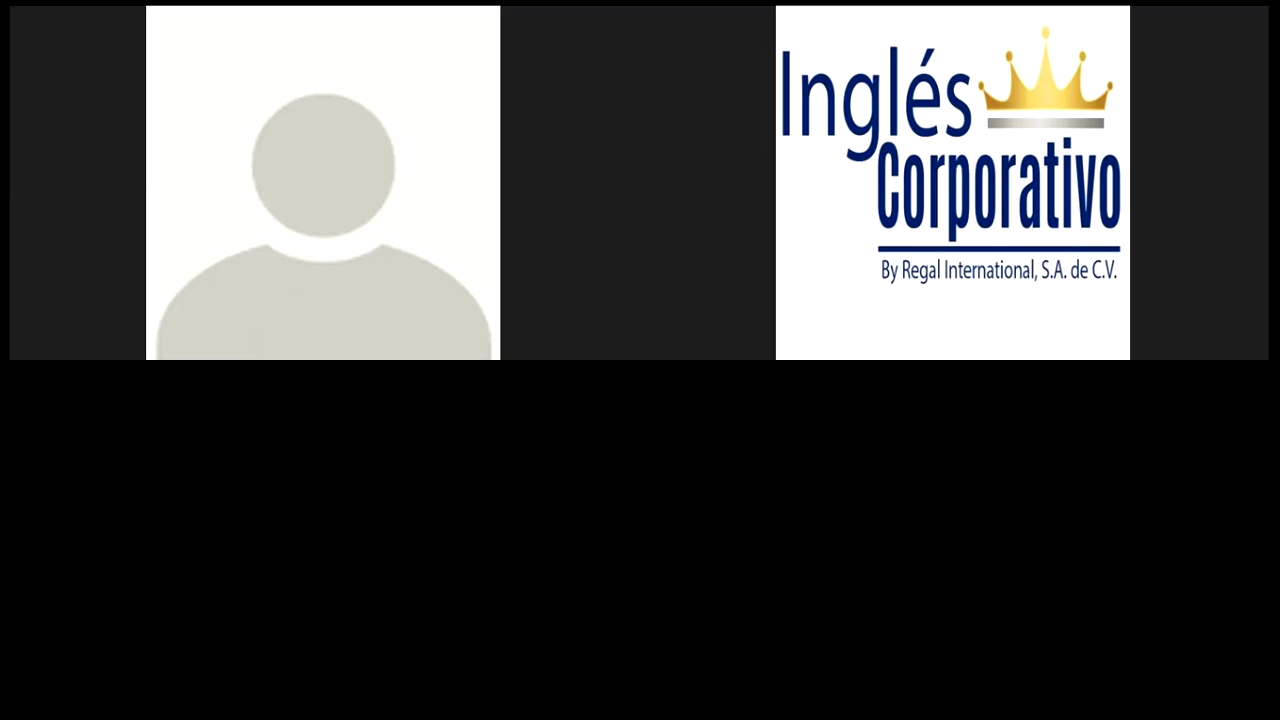 Inglés
Corporativo
By Regal International, S.A. de C.V.